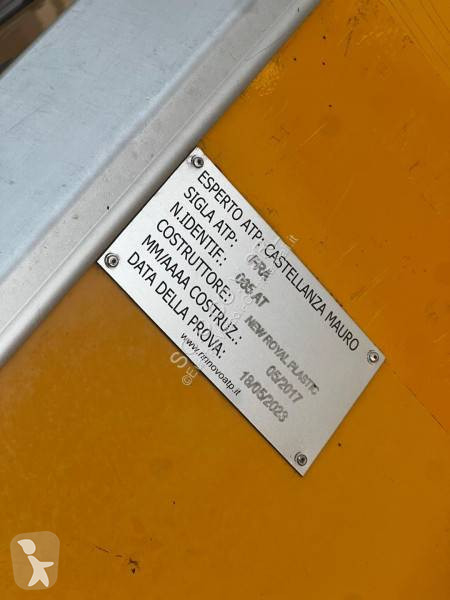 ESPERTO ATP: CASTELLANZA MAURO
SIGLA ATP: FRA
N.IDENTIF.: C35 AT
COSTRUTTORE: NEW ROYAL PLASTIC
MM/AAAA COSTRUZ.: 05/2017
DATA DELLA PROVA: 18/05/2023
www.rinnovoatp.it